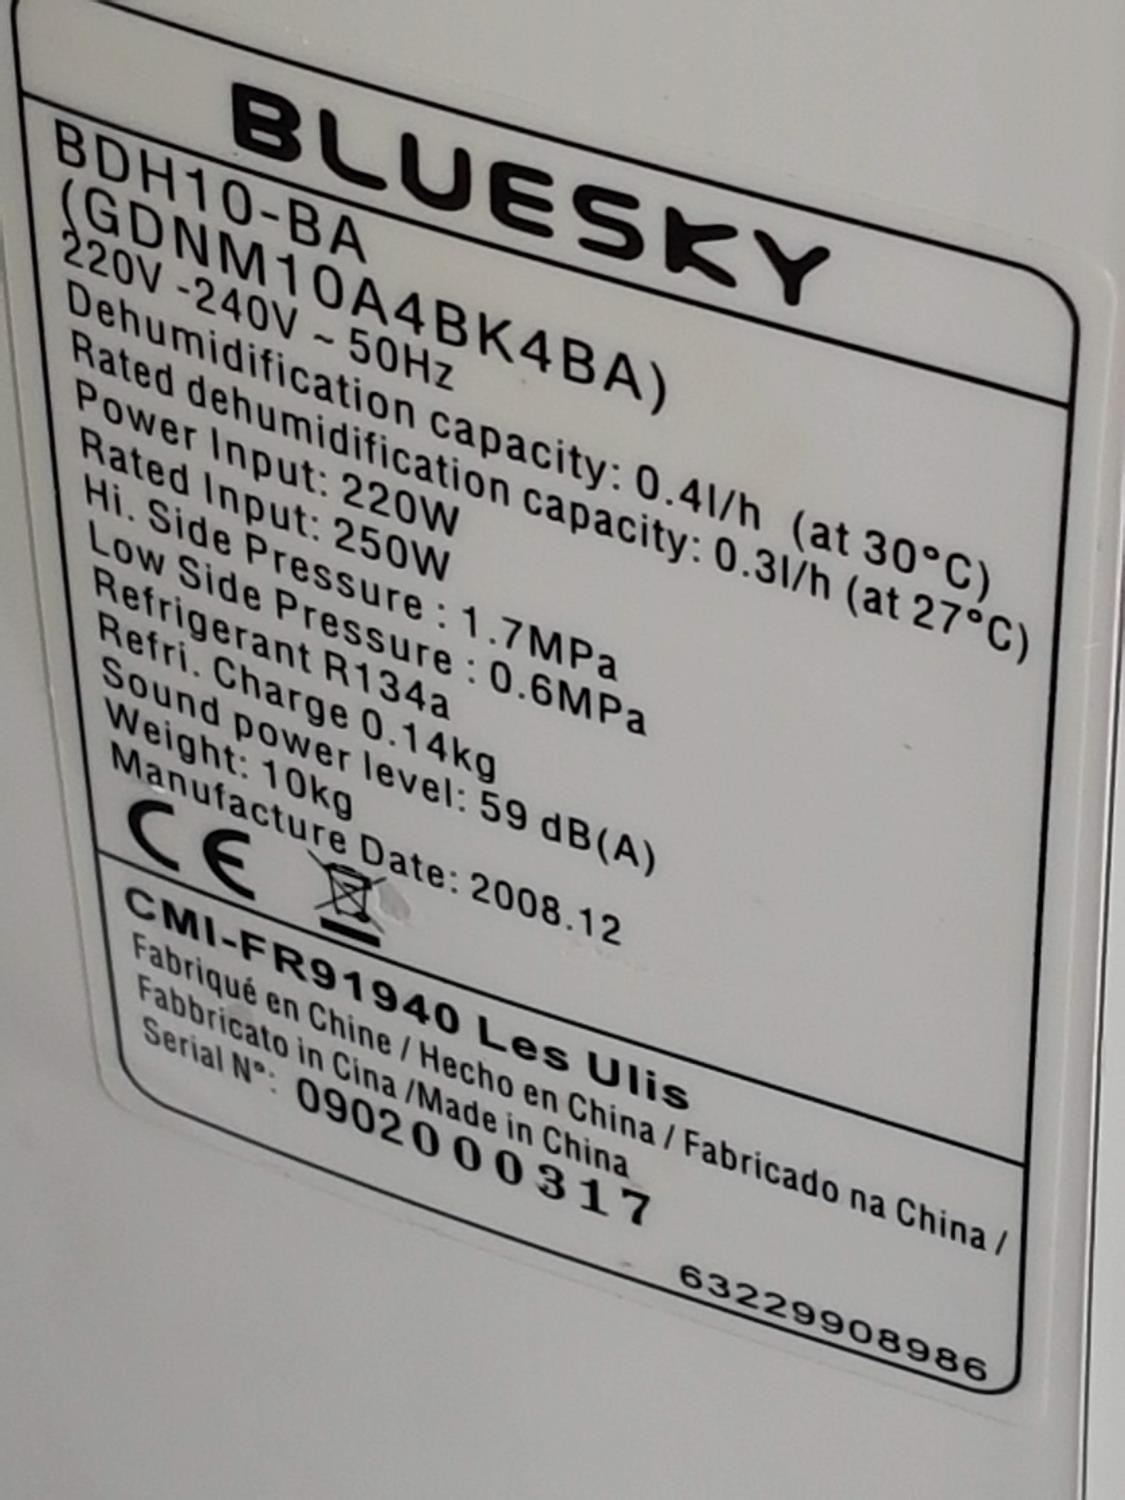 BLUESKY
BDH10-BA
(GDNM10A4BK4BA)
220V -240V ~ 50Hz
Dehumidification capacity: 0.4l/h (at 30°C)
Rated dehumidification capacity: 0.3l/h (at 27°C)
Power Input: 220W
Rated Input: 250W
Hi. Side Pressure : 1.7MPa
Low Side Pressure : 0.6MPa
Refrigerant R134a
Refri. Charge 0.14kg
Sound power level: 59 dB(A)
Weight: 10kg
Manufacture Date: 2008.12
CE
CMI-FR91940 Les Ulis
Fabriqué en Chine / Hecho en China / Fabricado na China /
Fabbricato in Cina /Made in China
Serial N°: 0902000317
63229908986